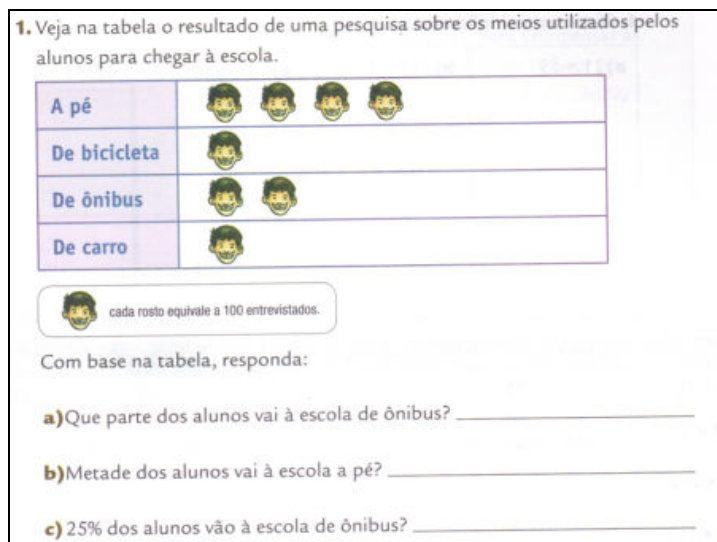 1. Veja na tabela o resultado de uma pesquisa sobre os meios utilizados pelos
alunos para chegar à escola.
A pé
De bicicleta
De ônibus
De carro
cada rosto equivale a 100 entrevistados.
Com base na tabela, responda:
a)Que parte dos alunos vai à escola de ônibus?
b)Metade dos alunos vai à escola a pé?
c) 25% dos alunos vão à escola de ônibus?